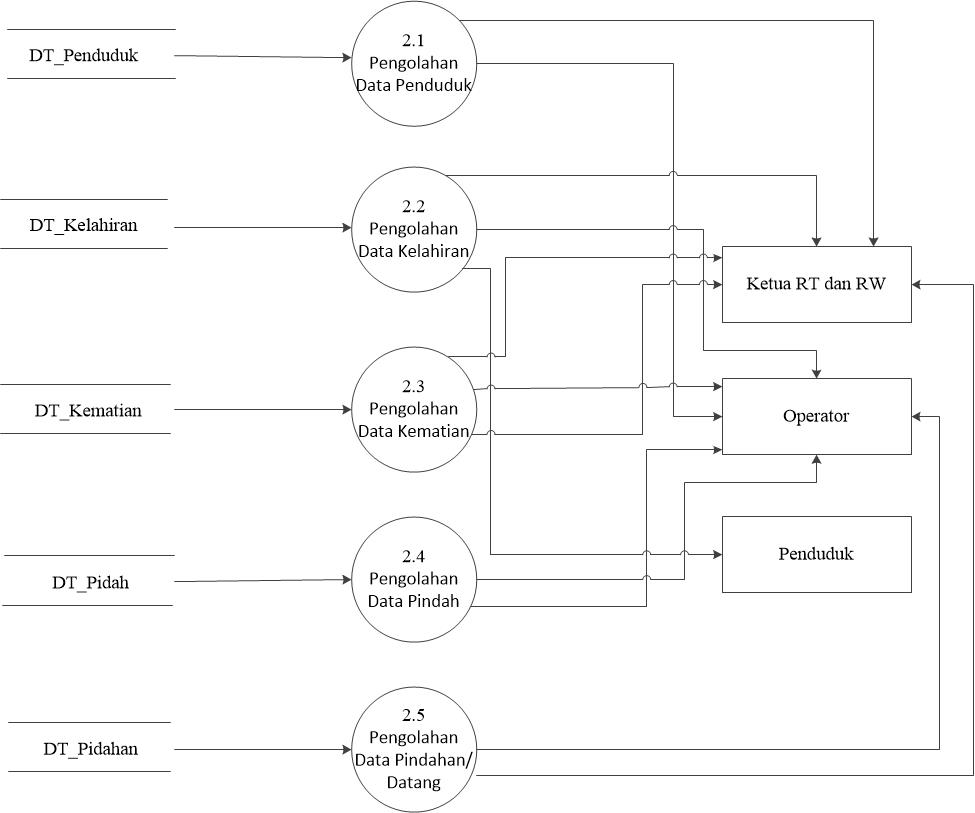 DT_Penduduk
2.1
Pengolahan
Data Penduduk
DT_Kelahiran
2.2
Pengolahan
Data Kelahiran
Ketua RT dan RW
DT_Kematian
2.3
Pengolahan
Data Kematian
Operator
Penduduk
DT_Pidah
2.4
Pengolahan
Data Pindah
DT_Pidahan
2.5
Pengolahan
Data Pindahan/
Datang